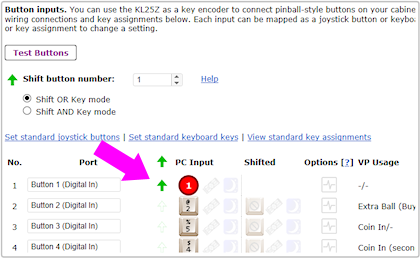 Button inputs. You can use the KL25Z as a key encoder to connect pinball-style buttons on your cabine
wiring connections and key assignments below. Each input can be mapped as a joystick button or keybo
or key assignment to change a setting.
Test Buttons
Shift button number: 1 Help
Shift OR Key mode
Shift AND Key mode
Set standard joystick buttons | Set standard keyboard keys | View standard key assignments
No. Port PC Input Shifted Options [?] VP Usage
1 Button 1 (Digital In) 1 -/-
2 Button 2 (Digital In) @ 2 Extra Ball (Buy
3 Button 3 (Digital In) % 5 Coin In/-
4 Button 4 (Digital In) $ 4 Coin In (secon